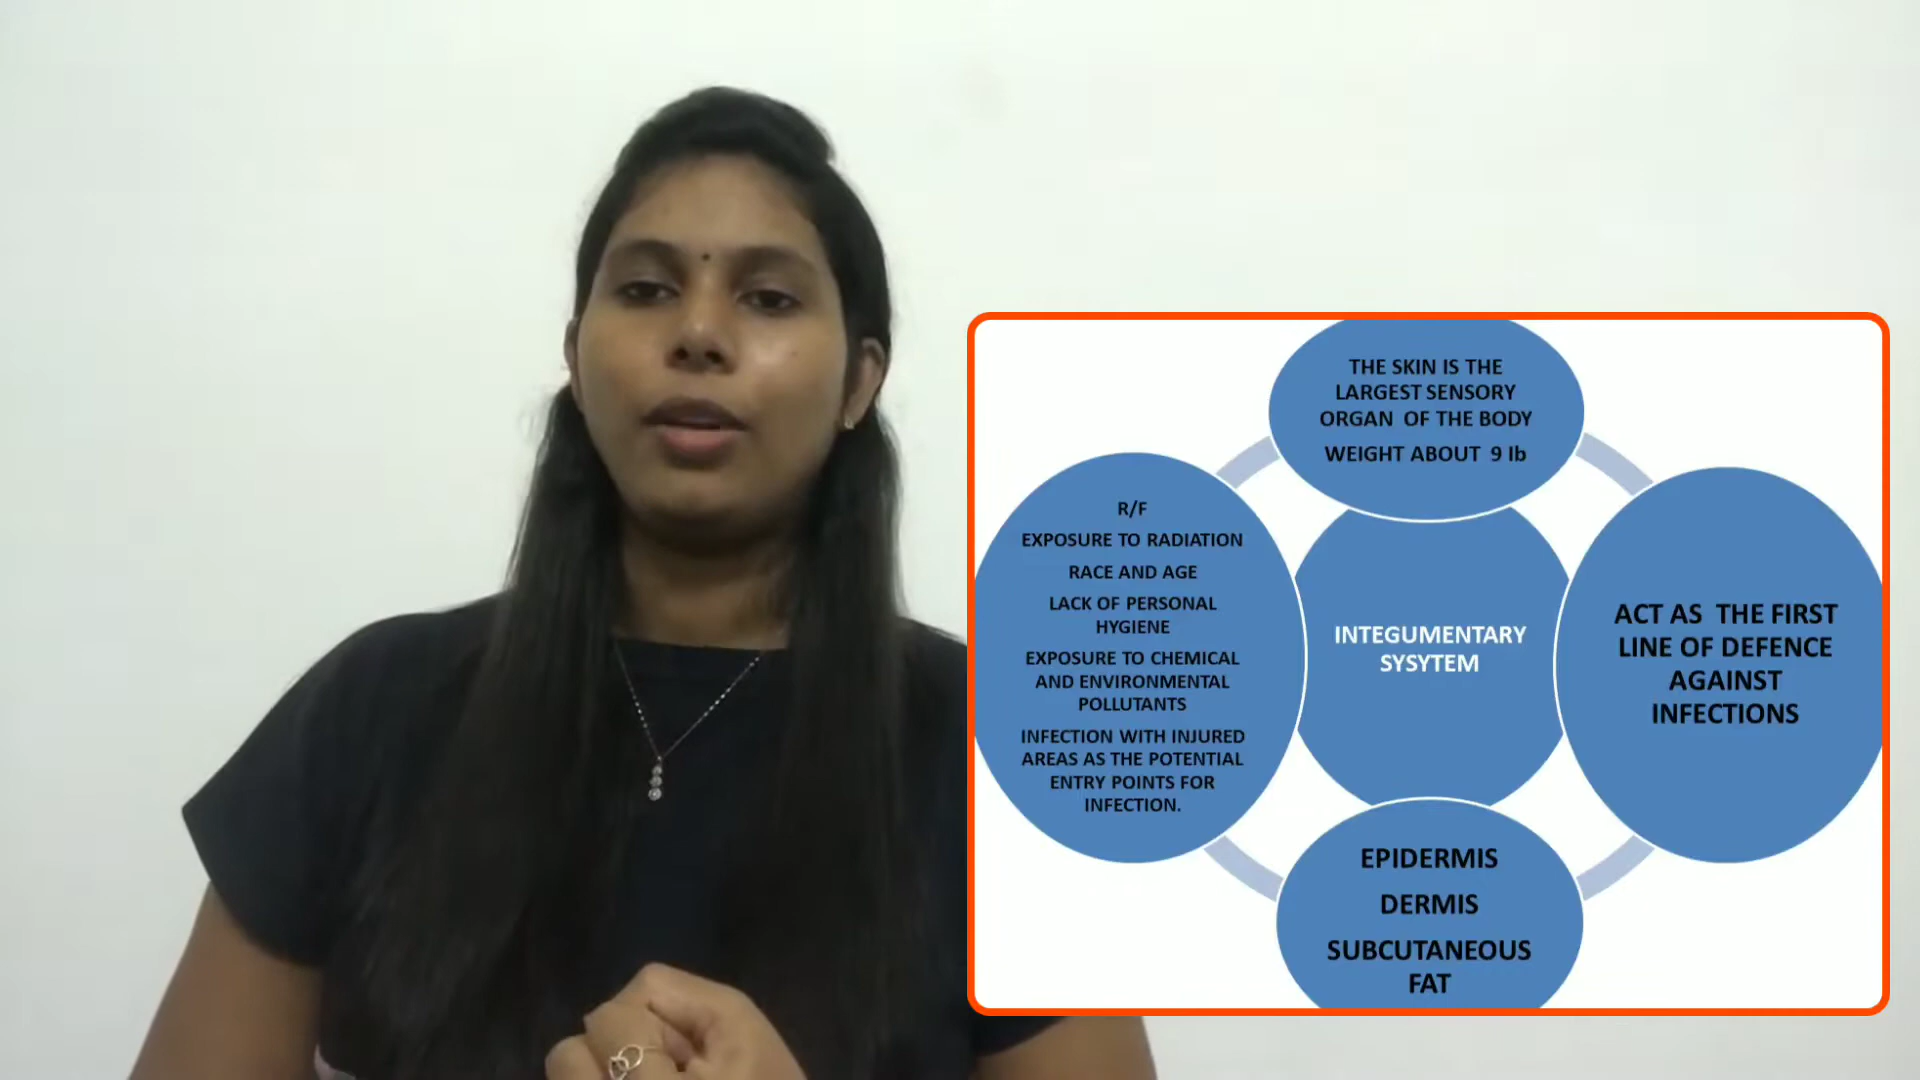 THE SKIN IS THE
LARGEST SENSORY
ORGAN OF THE BODY
WEIGHT ABOUT 9 lb
R/F
EXPOSURE TO RADIATION
RACE AND AGE
LACK OF PERSONAL
HYGIENE
EXPOSURE TO CHEMICAL
AND ENVIRONMENTAL
POLLUTANTS
INFECTION WITH INJURED
AREAS AS THE POTENTIAL
ENTRY POINTS FOR
INFECTION.
INTEGUMENTARY
SYSYTEM
ACT AS THE FIRST
LINE OF DEFENCE
AGAINST
INFECTIONS
EPIDERMIS
DERMIS
SUBCUTANEOUS
FAT